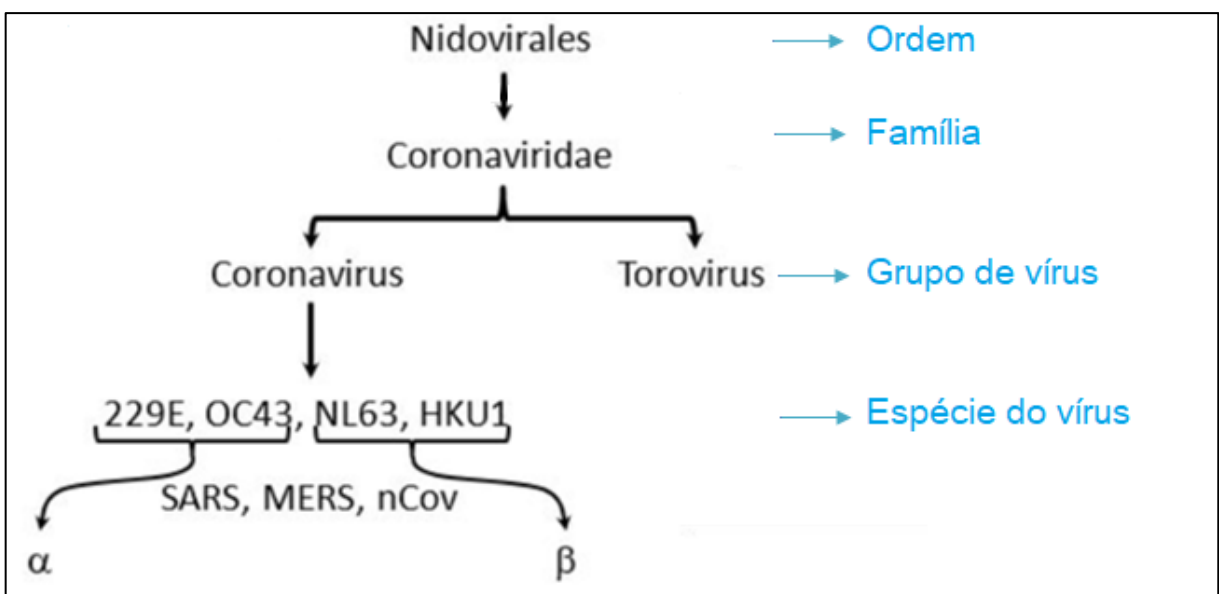 Nidovirales
Ordem
Família
Coronaviridae
Coronavirus
Torovirus
Grupo de vírus
229E, OC43, NL63, HKU1
Espécie do vírus
SARS, MERS, nCov
α
β